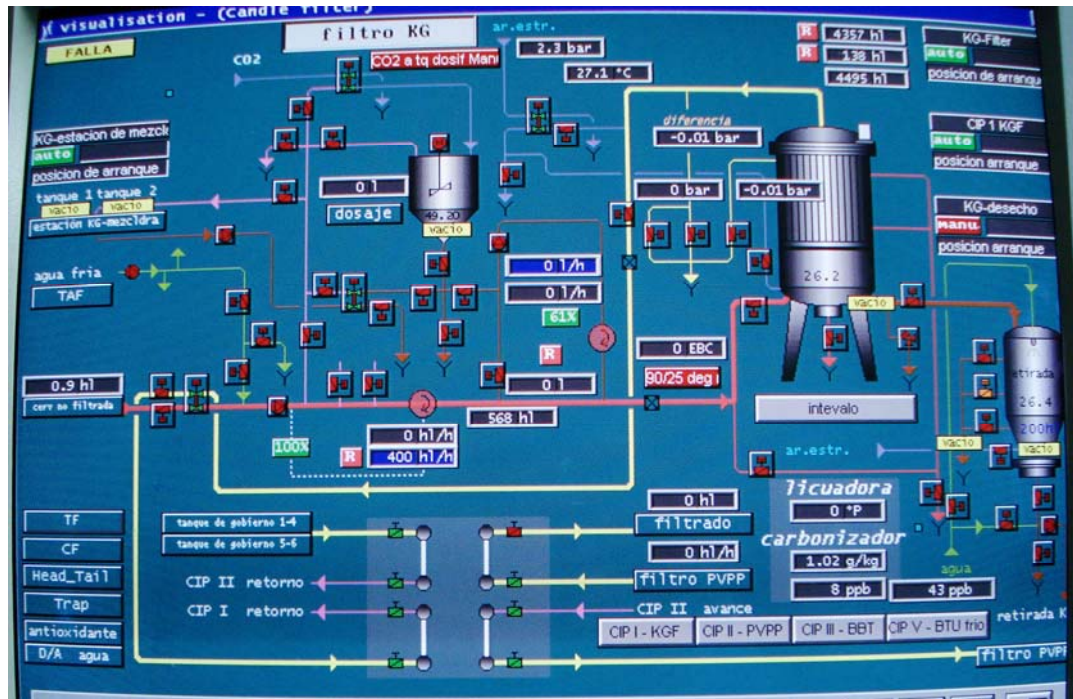 visualisation - (candle filter)
FALLA
filtro KG
CO2
CO2 a tq dosif Manu
ar.estr.
2.3 bar
27.1 °C
R 4357 hl
R 138 hl
4495 hl
KG-Filter
auto
posicion de arranqu
diferencia
-0.01 bar
0 bar
-0.01 bar
CIP 1 KGF
auto
posicion arranque
KG-estacion de mezcl
auto
posicion de arranque
tanque 1 tanque 2
vacio vacio
estación KG-mezcldra
0 l
dosaje
49.20
vacio
KG-desecho
manu
posicion arranque
agua fria
TAF
0 l/h
0 l/h
61%
R
0 l
26.2
vacio
0 EBC
90/25 deg
0.9 hl
cerv no filtrada
568 hl
intevalo
retirada
26.4
200h
vacio
vacio
100%
R
0 hl/h
400 hl/h
ar.estr.
licuadora
0 °P
carbonizador
1.02 g/kg
8 ppb
43 ppb
agua
TF
CF
Head_Tail
Trap
antioxidante
D/A agua
tanque de gobierno 1-4
tanque de gobierno 5-6
CIP II retorno
CIP I retorno
0 hl
filtrado
0 hl/h
filtro PVPP
CIP II avance
CIP I - KGF
CIP II - PVPP
CIP III - BBT
CIP V - BTU frio
retirada K
filtro PVPP